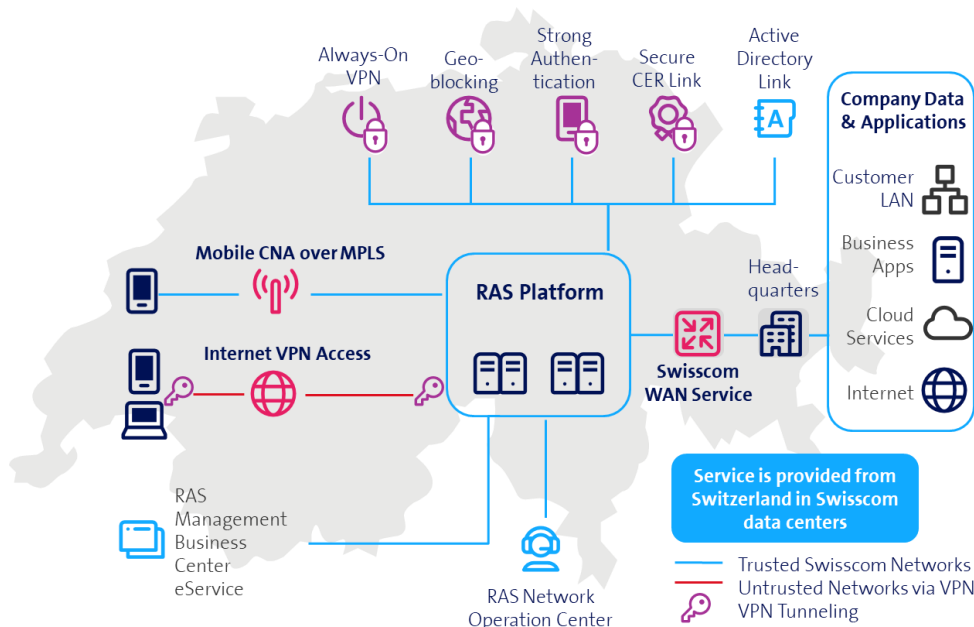 Always-On
VPN
Geo-
blocking
Strong
Authen-
tication
Secure
CER Link
Active
Directory
Link
A
Company Data
& Applications
Customer
LAN
Business
Apps
Cloud
Services
Internet
Mobile CNA over MPLS
Internet VPN Access
RAS Platform
Swisscom
WAN Service
Head-
quarters
RAS
Management
Business
Center
eService
RAS Network
Operation Center
Service is provided from
Switzerland in Swisscom
data centers
Trusted Swisscom Networks
Untrusted Networks via VPN
VPN Tunneling